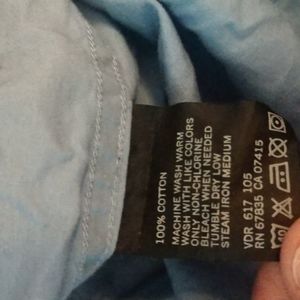 100% COTTON
MACHINE WASH WARM
WASH WITH LIKE COLORS
ONLY NON-CHLORINE
BLEACH WHEN NEEDED
TUMBLE DRY LOW
STEAM IRON MEDIUM
VDR 617 105
RN 67835 CA 07415